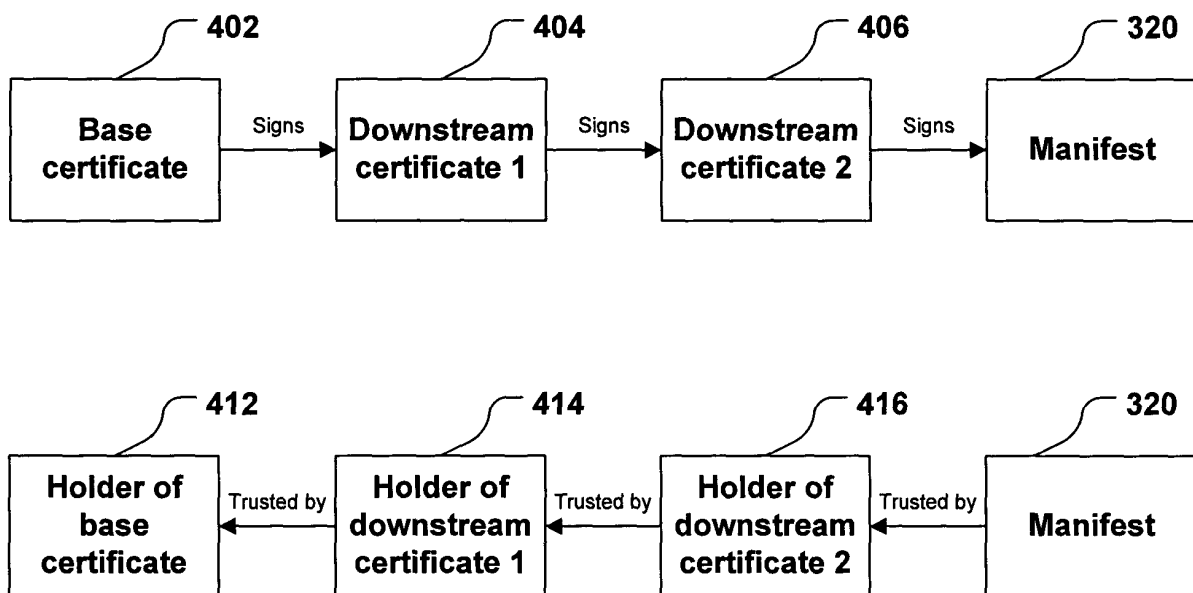 402
404
406
320
Base
certificate
Signs
Downstream
certificate 1
Signs
Downstream
certificate 2
Signs
Manifest
412
414
416
320
Holder of
base
certificate
Trusted by
Holder of
downstream
certificate 1
Trusted by
Holder of
downstream
certificate 2
Trusted by
Manifest